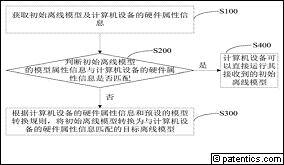 S100
获取初始离线模型及计算机设备的硬件属性信息
S200
判断初始离线模型
的模型属性信息与计算机设备的硬件属
性信息是否匹配
是
S400
计算机设备可
以直接运行其
接收到的初始
离线模型
否
S300
根据计算机设备的硬件属性信息和预设的模型
转换规则，将初始离线模型转换为与计算机设
备的硬件属性信息匹配的目标离线模型
© patentics.com